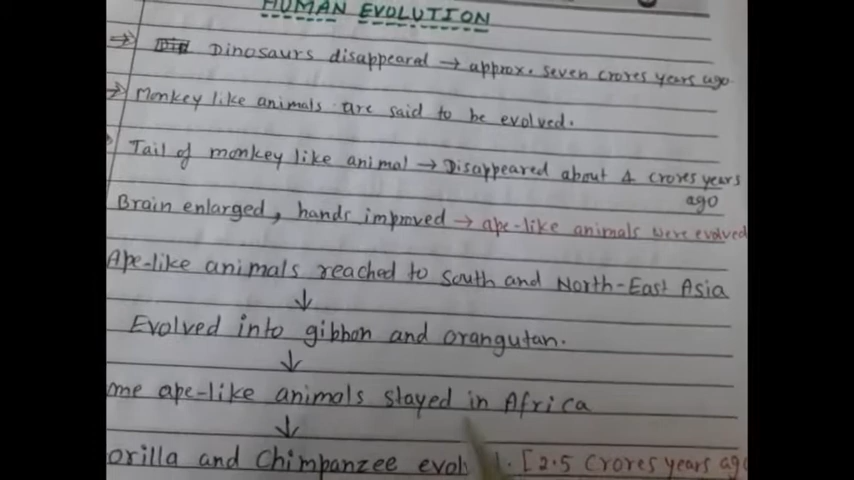 HUMAN EVOLUTION
→ Dinosaurs disappeared → approx. seven crores years ago.
→ Monkey like animals are said to be evolved.
Tail of monkey like animal → Disappeared about 4 crores years
ago
Brain enlarged, hands improved → ape-like animals were evolved
Ape-like animals reached to South and North-East Asia
↓
Evolved into gibbon and orangutan.
↓
ome ape-like animals stayed in Africa
↓
orilla and Chimpanzee evol . [2.5 Crores years ago